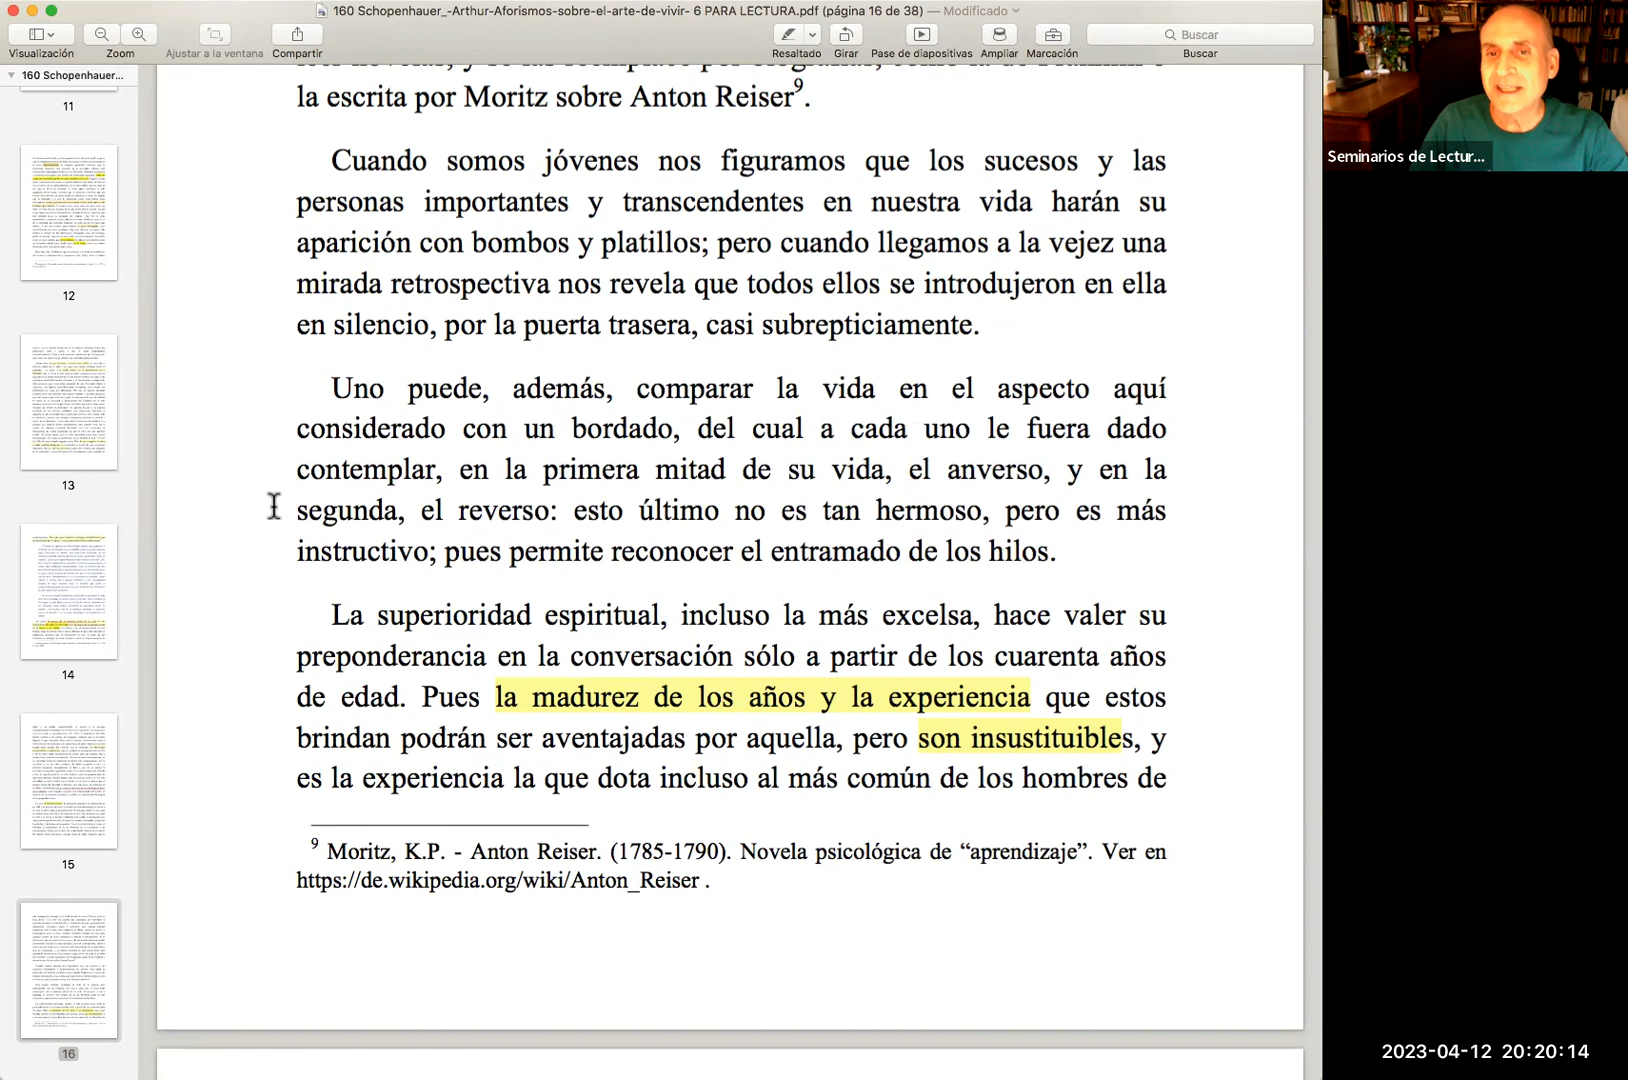 160 Schopenhauer_-Arthur-Aforismos-sobre-el-arte-de-vivir- 6 PARA LECTURA.pdf (página 16 de 38) — Modificado
Visualización
Zoom
Ajustar a la ventana
Compartir
Resaltado
Girar
Pase de diapositivas
Ampliar
Marcación
Buscar
Buscar
160 Schopenhauer...
11
12
13
14
15
16
la escrita por Moritz sobre Anton Reiser9.
Cuando somos jóvenes nos figuramos que los sucesos y las
personas importantes y transcendentes en nuestra vida harán su
aparición con bombos y platillos; pero cuando llegamos a la vejez una
mirada retrospectiva nos revela que todos ellos se introdujeron en ella
en silencio, por la puerta trasera, casi subrepticiamente.
Uno puede, además, comparar la vida en el aspecto aquí
considerado con un bordado, del cual a cada uno le fuera dado
contemplar, en la primera mitad de su vida, el anverso, y en la
segunda, el reverso: esto último no es tan hermoso, pero es más
instructivo; pues permite reconocer el entramado de los hilos.
La superioridad espiritual, incluso la más excelsa, hace valer su
preponderancia en la conversación sólo a partir de los cuarenta años
de edad. Pues la madurez de los años y la experiencia que estos
brindan podrán ser aventajadas por aquella, pero son insustituibles, y
es la experiencia la que dota incluso al más común de los hombres de
9 Moritz, K.P. - Anton Reiser. (1785-1790). Novela psicológica de “aprendizaje”. Ver en
https://de.wikipedia.org/wiki/Anton_Reiser .
Seminarios de Lectur...
2023-04-12 20:20:14